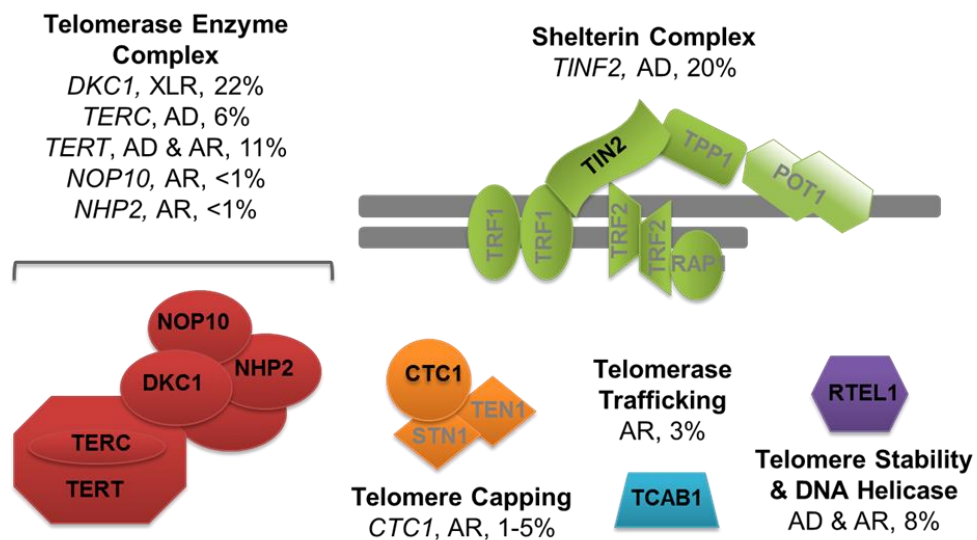 Telomerase Enzyme
Complex
DKC1, XLR, 22%
TERC, AD, 6%
TERT, AD & AR, 11%
NOP10, AR, <1%
NHP2, AR, <1%
Shelterin Complex
TINF2, AD, 20%
TIN2
TPP1
POT1
TRF1
TRF1
TRF2
TRF2
RAP1
NOP10
NHP2
DKC1
TERC
TERT
CTC1
TEN1
STN1
Telomere Capping
CTC1, AR, 1-5%
Telomerase
Trafficking
AR, 3%
TCAB1
RTEL1
Telomere Stability
& DNA Helicase
AD & AR, 8%